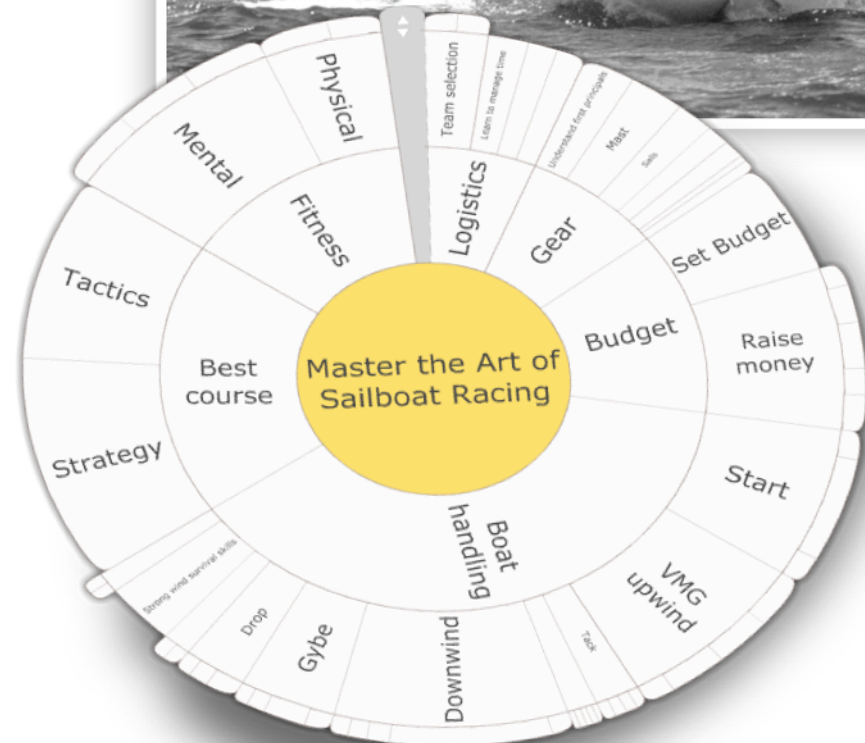 Master the Art of
Sailboat Racing
Logistics
Team selection
Learn to manage time
Gear
Understand first principals
Mast
Sails
Budget
Set Budget
Raise
money
Boat
handling
Start
VMG
upwind
Tack
Downwind
Gybe
Drop
Strong wind survival skills
Best
course
Strategy
Tactics
Fitness
Mental
Physical